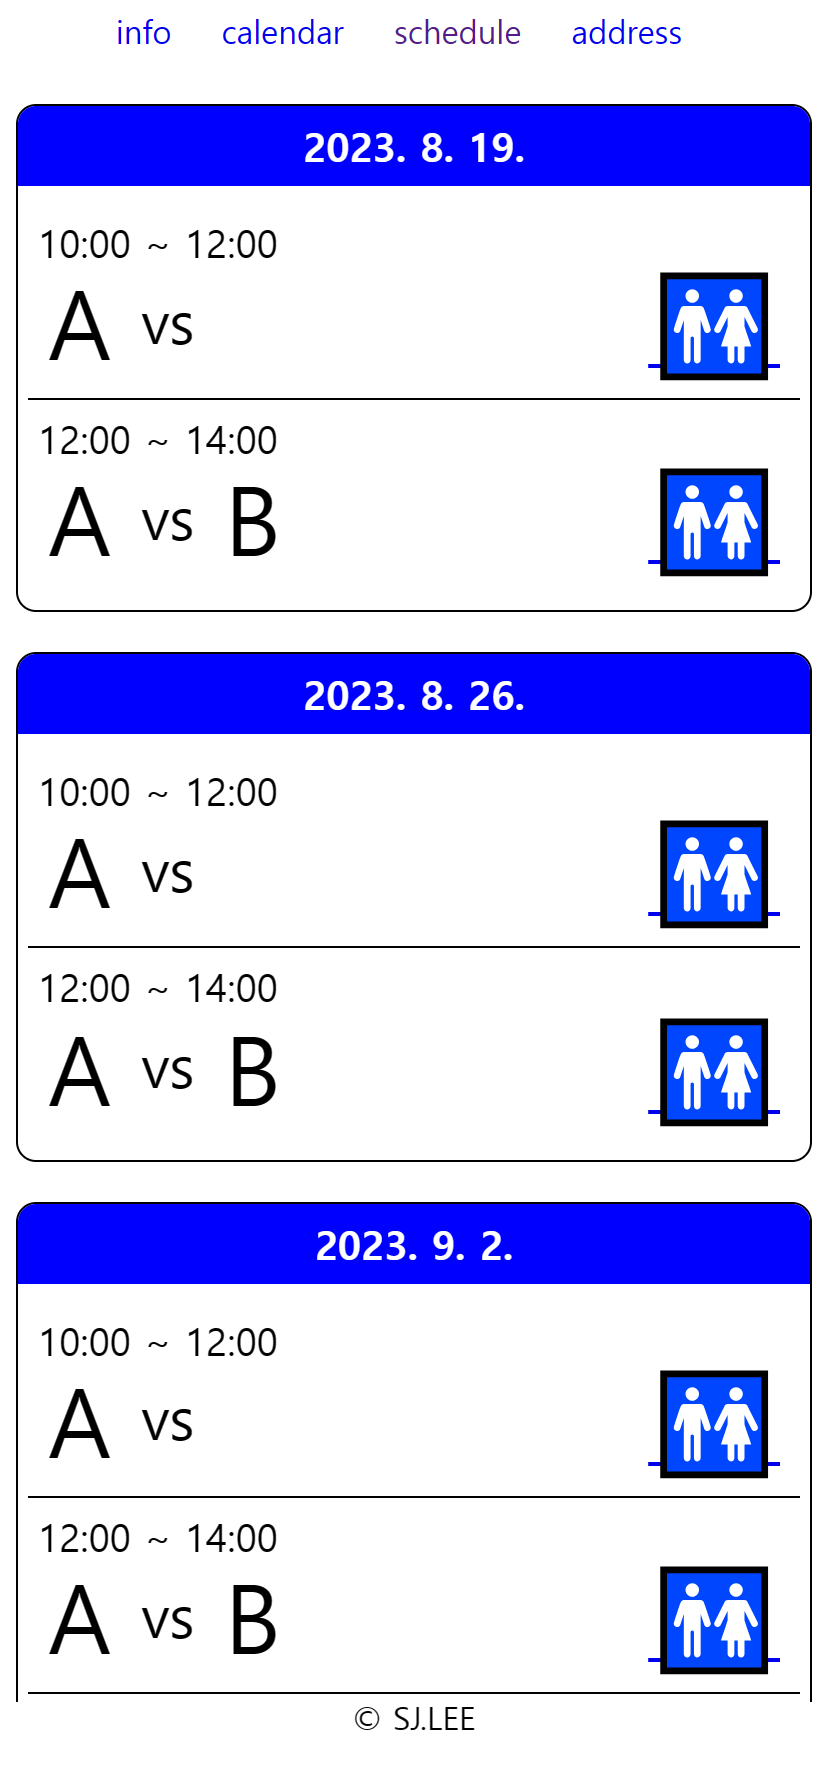 info calendar schedule address
2023. 8. 19.
10:00 ~ 12:00
A vs
12:00 ~ 14:00
A vs B
2023. 8. 26.
10:00 ~ 12:00
A vs
12:00 ~ 14:00
A vs B
2023. 9. 2.
10:00 ~ 12:00
A vs
12:00 ~ 14:00
A vs B
© SJ.LEE